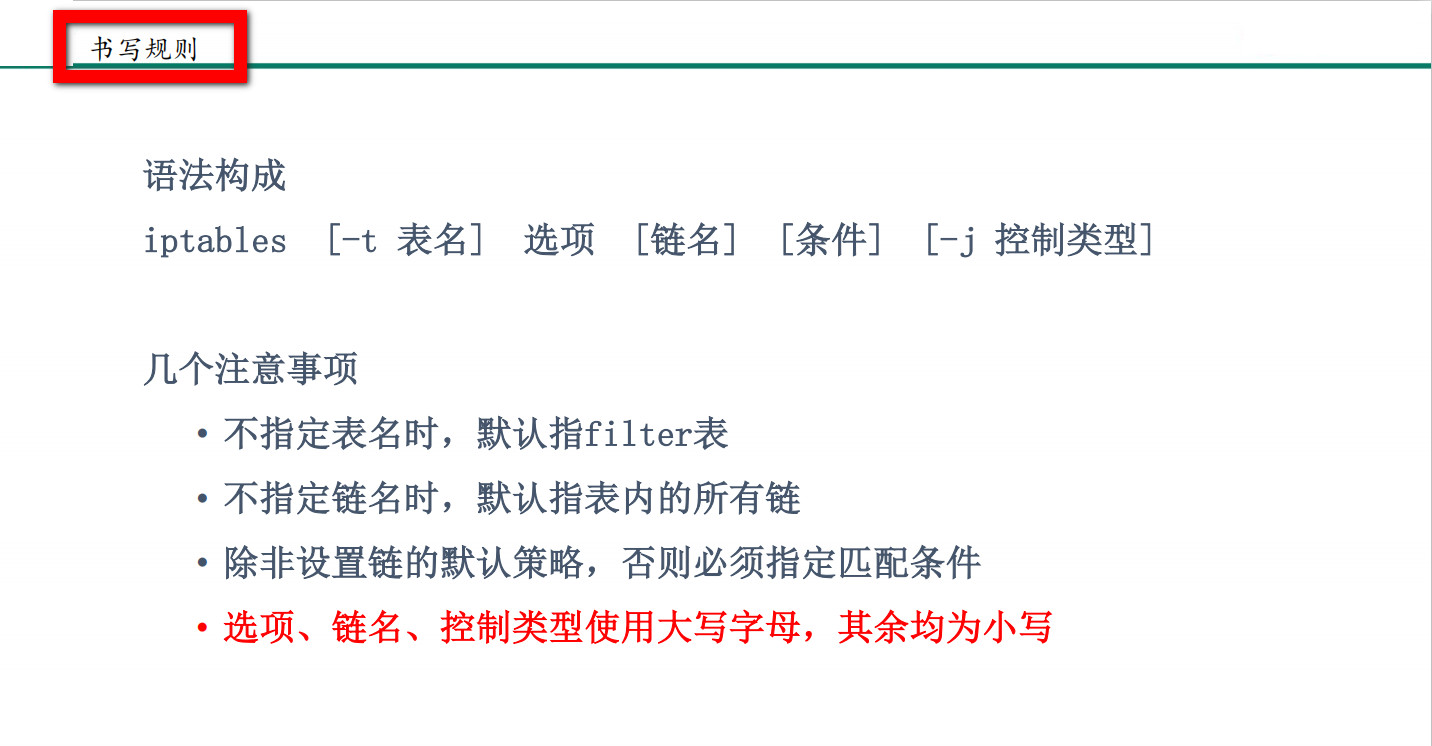 书写规则
语法构成
iptables [-t 表名] 选项 [链名] [条件] [-j 控制类型]
几个注意事项
• 不指定表名时，默认指filter表
• 不指定链名时，默认指表内的所有链
• 除非设置链的默认策略，否则必须指定匹配条件
• 选项、链名、控制类型使用大写字母，其余均为小写